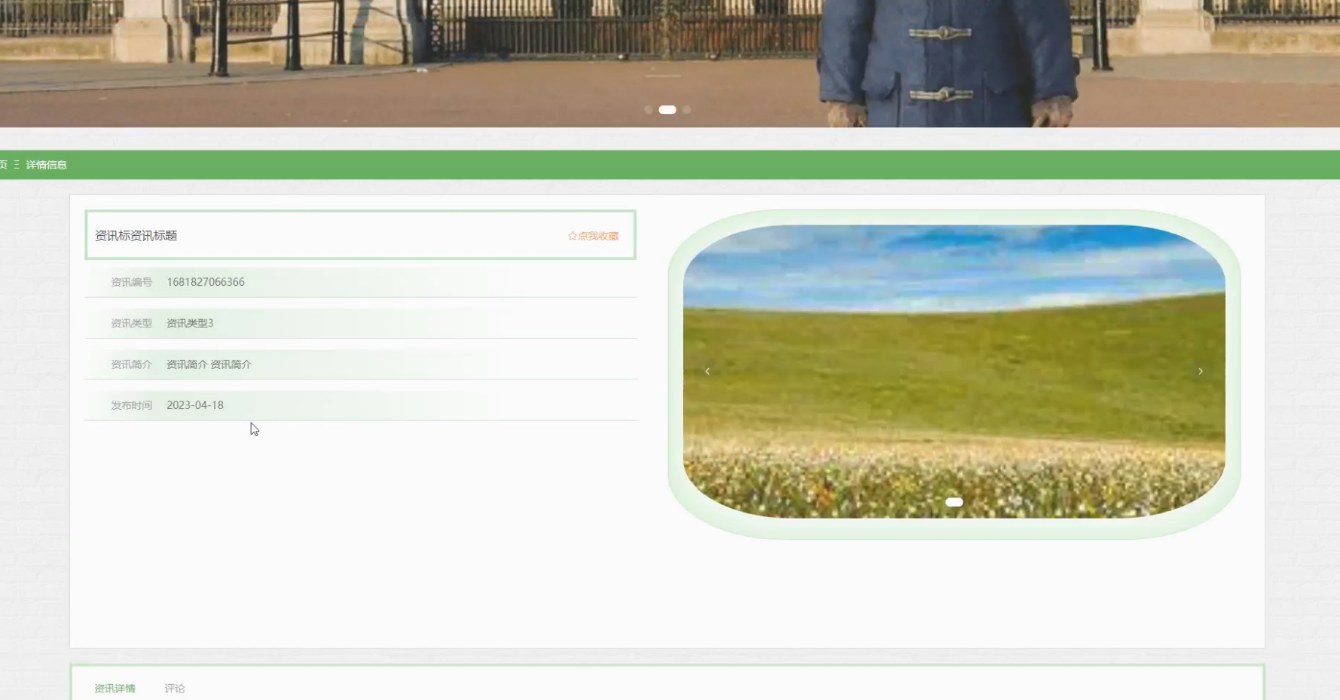 页 Ξ 详情信息
资讯标资讯标题 ☆点我收藏
资讯编号 1681827066366
资讯类型 资讯类型3
资讯简介 资讯简介 资讯简介
发布时间 2023-04-18
资讯详情 评论